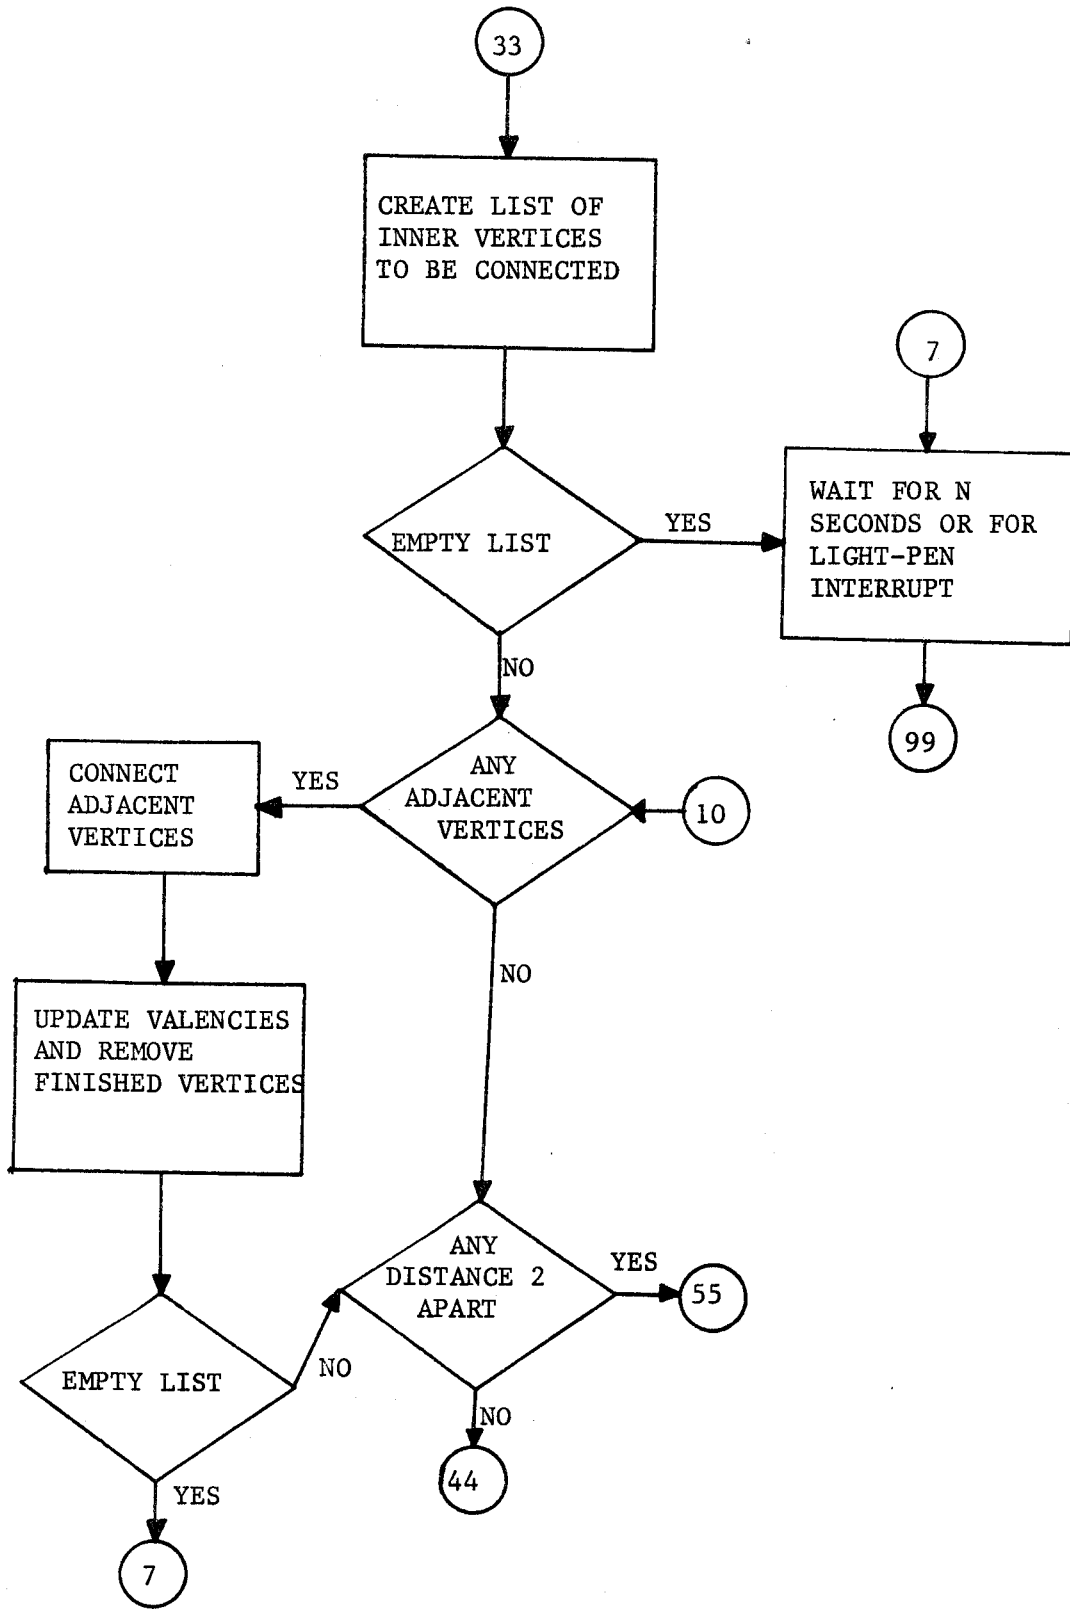 33
CREATE LIST OF
INNER VERTICES
TO BE CONNECTED
7
EMPTY LIST
YES
WAIT FOR N
SECONDS OR FOR
LIGHT-PEN
INTERRUPT
NO
99
CONNECT
ADJACENT
VERTICES
YES
ANY
ADJACENT
VERTICES
10
NO
UPDATE VALENCIES
AND REMOVE
FINISHED VERTICES
ANY
DISTANCE 2
APART
YES
55
EMPTY LIST
NO
NO
44
YES
7